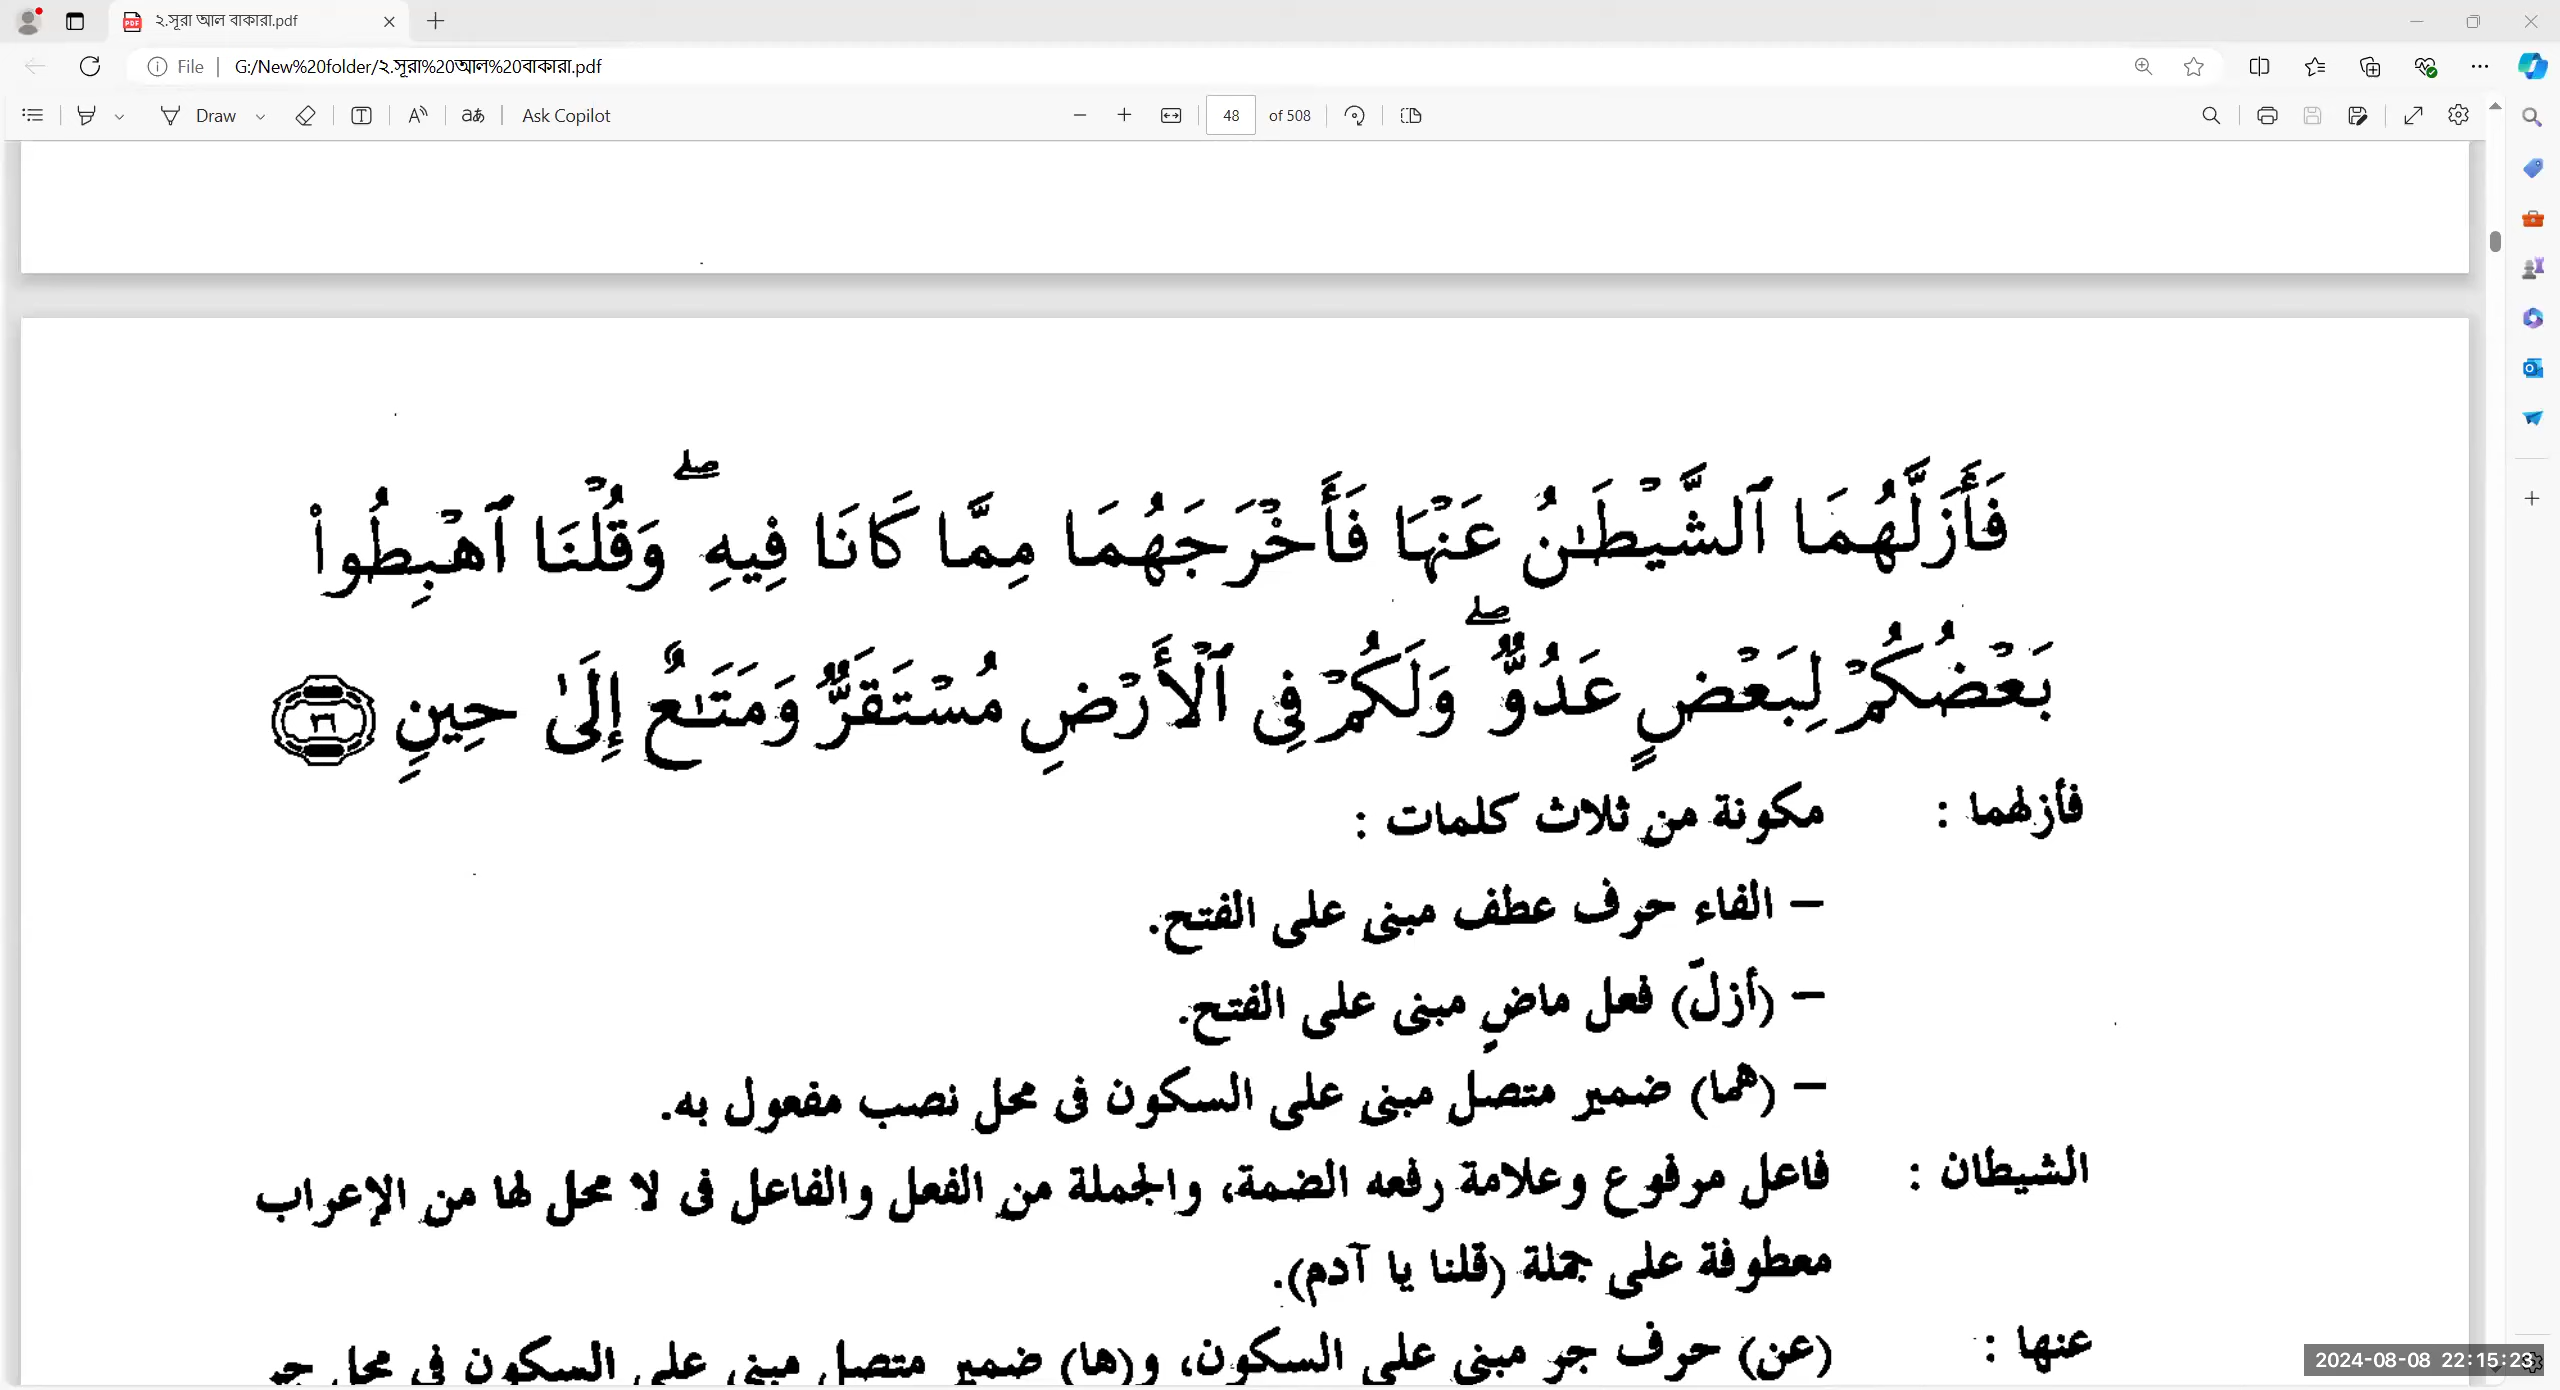 ২.সূরা আল বাকারা.pdf
File
G:/New%20folder/২.সূরা%20আল%20বাকারা.pdf
Draw
Ask Copilot
48 of 508
فَأَزَلَّهُمَا ٱلشَّيْطَٰنُ عَنْهَا فَأَخْرَجَهُمَا مِمَّا كَانَا فِيهِ ۖ وَقُلْنَا ٱهْبِطُوا۟
بَعْضُكُمْ لِبَعْضٍ عَدُوٌّ ۖ وَلَكُمْ فِى ٱلْأَرْضِ مُسْتَقَرٌّ وَمَتَٰعٌ إِلَىٰ حِينٍ ٣٦
فأزلهما : مكونة من ثلاث كلمات :
– الفاء حرف عطف مبنى على الفتح.
– (أزلّ) فعل ماضٍ مبنى على الفتح.
– (هما) ضمير متصل مبنى على السكون فى محل نصب مفعول به.
الشيطان : فاعل مرفوع وعلامة رفعه الضمة، والجملة من الفعل والفاعل فى لا محل لها من الإعراب
معطوفة على جملة (قلنا يا آدم).
عنها : (عن) حرف جر مبنى على السكون، و(ها) ضمير متصل مبنى على السكون فى محل جر
2024-08-08 22:15:23